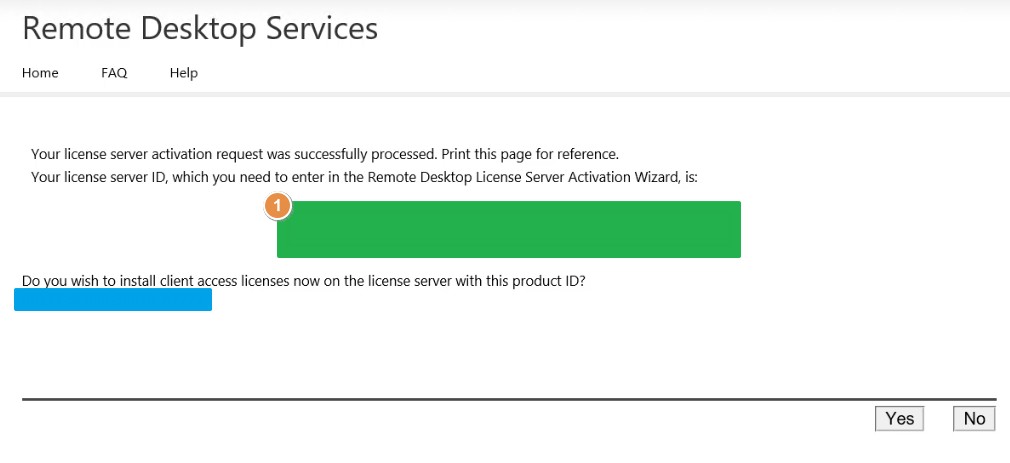 Remote Desktop Services
Home FAQ Help
Your license server activation request was successfully processed. Print this page for reference.
Your license server ID, which you need to enter in the Remote Desktop License Server Activation Wizard, is:
1
Do you wish to install client access licenses now on the license server with this product ID?
Yes No